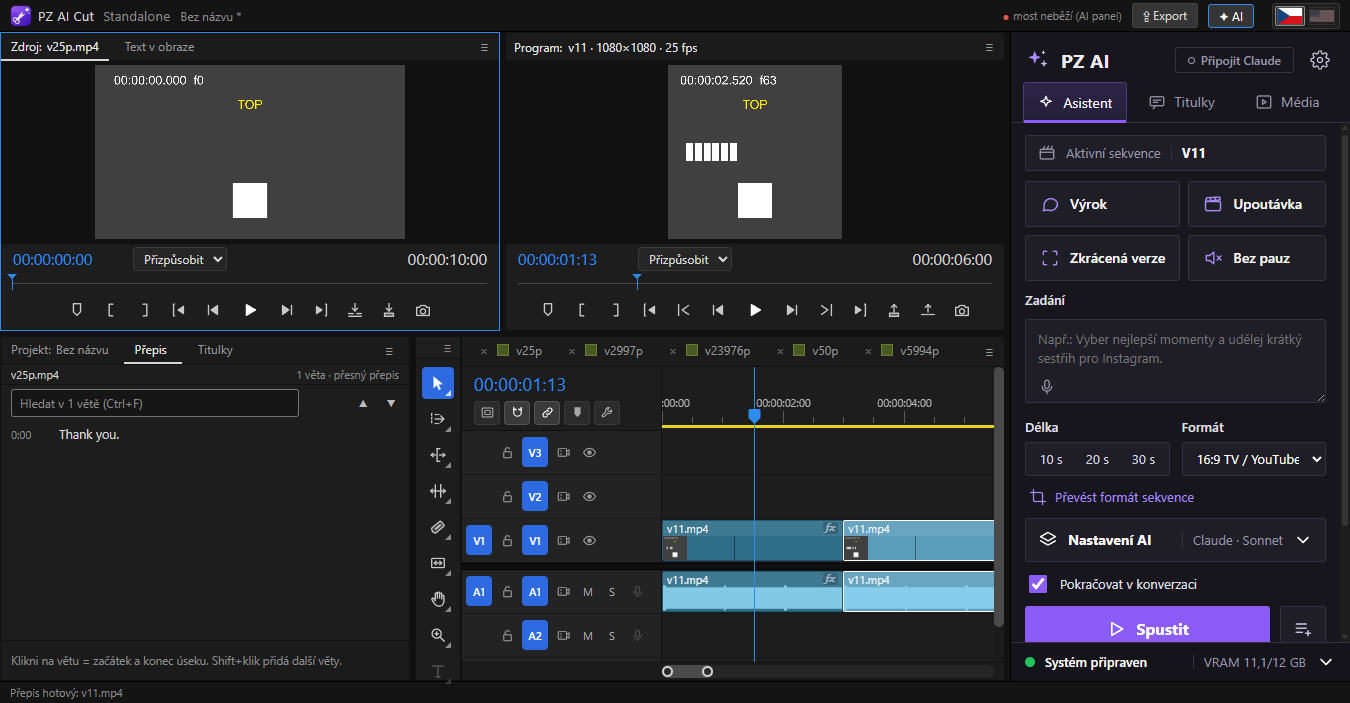 PZ AI Cut Standalone Bez názvu *
most neběží (AI panel) Export AI
Zdroj: v25p.mp4 Text v obraze
Program: v11 · 1080×1080 · 25 fps
00:00:00.000 f0
TOP
00:00:02.520 f63
TOP
00:00:00:00 Přizpůsobit 00:00:10:00
00:00:01:13 Přizpůsobit 00:00:06:00
PZ AI
Připojit Claude
Asistent Titulky Média
Aktivní sekvence V11
Výrok Upoutávka
Zkrácená verze Bez pauz
Zadání
Např.: Vyber nejlepší momenty a udělej krátký
sestřih pro Instagram.
Délka Formát
10 s 20 s 30 s 16:9 TV / YouTube
Převést formát sekvence
Nastavení AI Claude · Sonnet
Pokračovat v konverzaci
Spustit
Systém připraven VRAM 11,1/12 GB
Projekt: Bez názvu Přepis Titulky
v25p.mp4 1 věta · přesný přepis
Hledat v 1 větě (Ctrl+F)
0:00 Thank you.
Klikni na větu = začátek a konec úseku. Shift+klik přidá další věty.
× v25p × v2997p × v23976p × v50p × v5994p
00:00:01:13
:00:00 00:00:02:00 00:00:04:00
V3
V2
V1 V1 v11.mp4 fx v11.mp4
A1 A1 M S v11.mp4 fx v11.mp4
A2 M S
Přepis hotový: v11.mp4